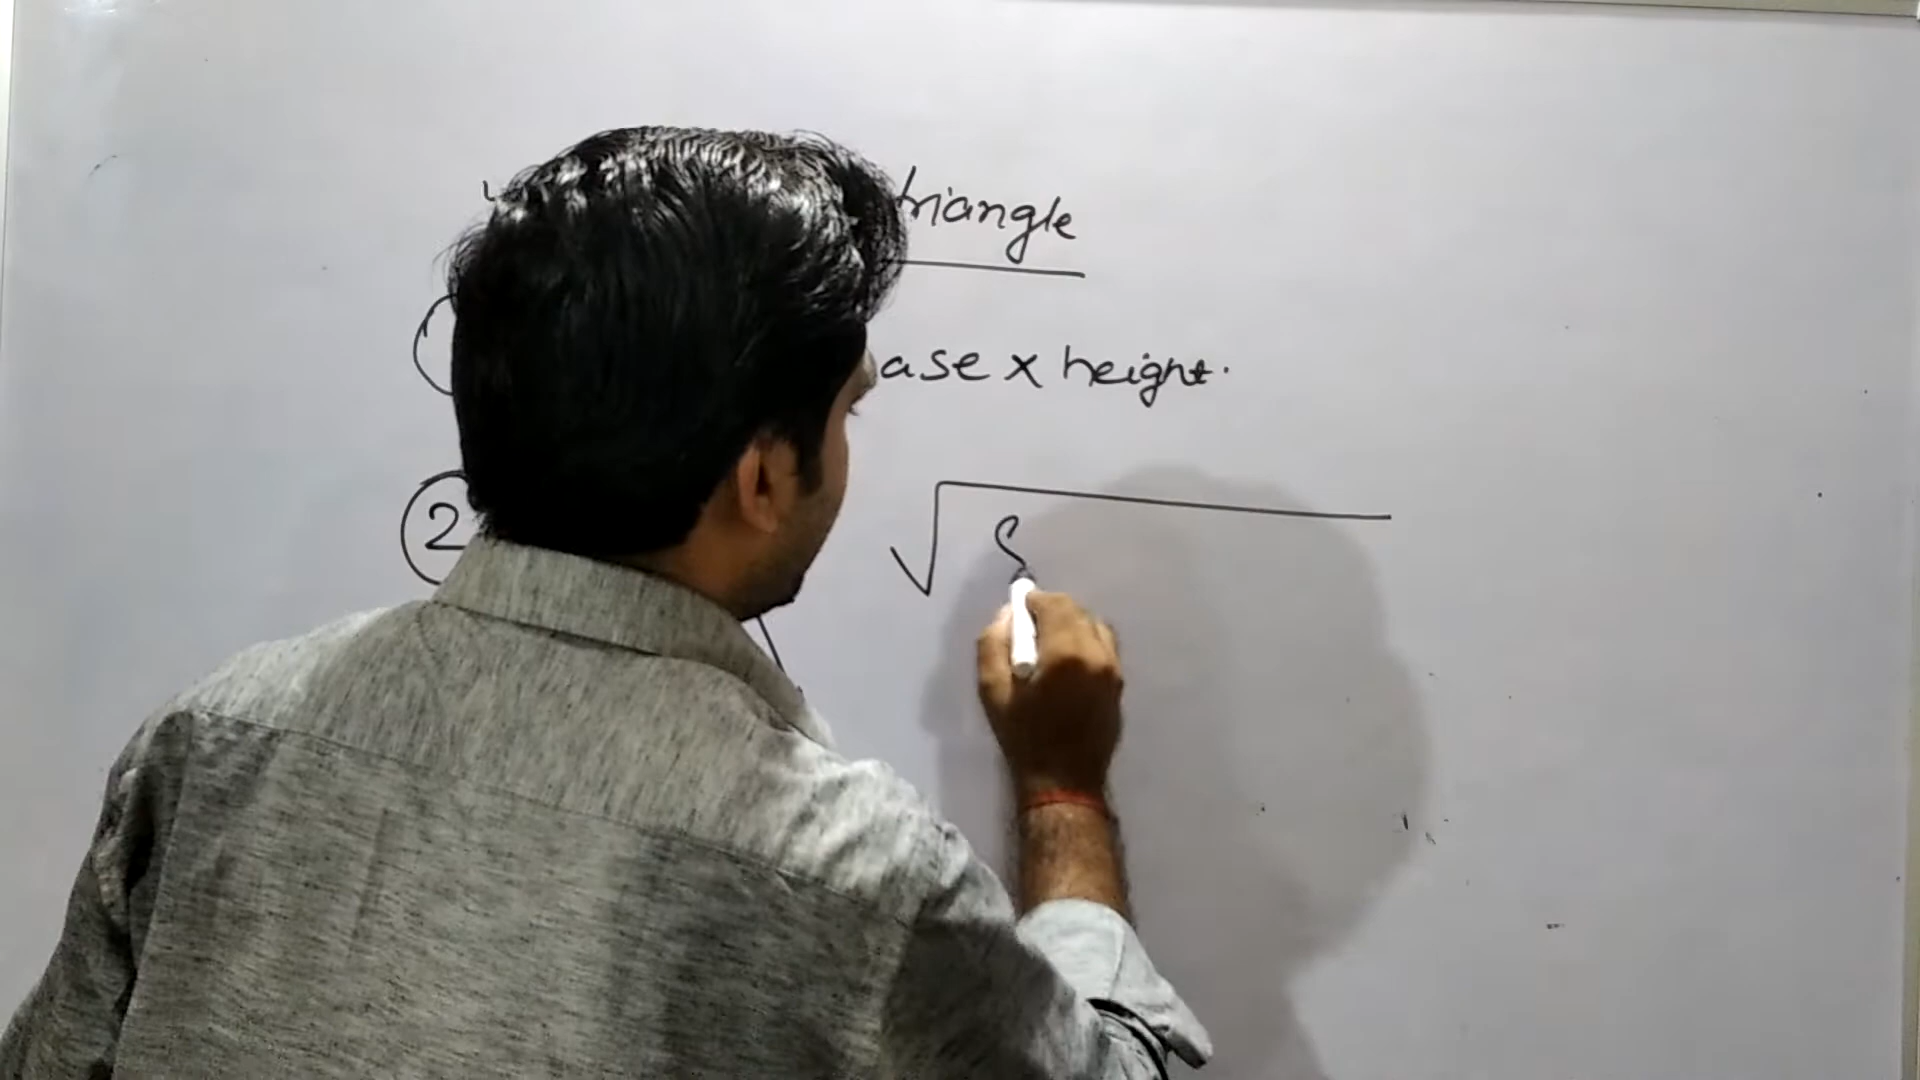 triangle
ase x height.
2 √ S